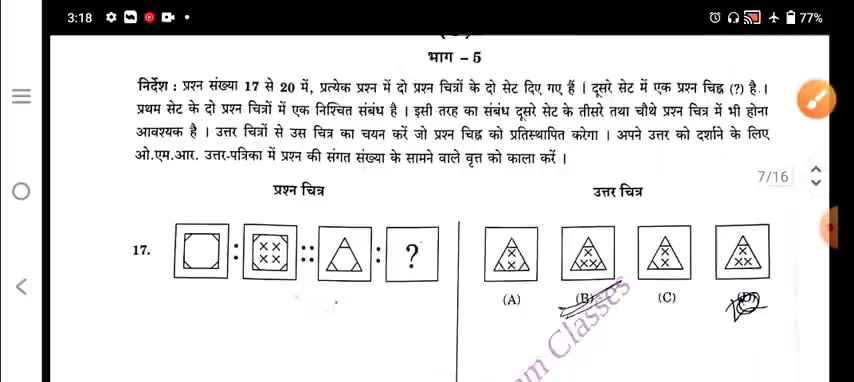 3:18
77%
भाग - 5
निर्देश : प्रश्न संख्या 17 से 20 में, प्रत्येक प्रश्न में दो प्रश्न चित्रों के दो सेट दिए गए हैं । दूसरे सेट में एक प्रश्न चिह्न (?) है ।
प्रथम सेट के दो प्रश्न चित्रों में एक निश्चित संबंध है । इसी तरह का संबंध दूसरे सेट के तीसरे तथा चौथे प्रश्न चित्र में भी होना
आवश्यक है । उत्तर चित्रों से उस चित्र का चयन करें जो प्रश्न चिह्न को प्रतिस्थापित करेगा । अपने उत्तर को दर्शाने के लिए
ओ.एम.आर. उत्तर-पत्रिका में प्रश्न की संगत संख्या के सामने वाले वृत्त को काला करें ।
7/16
प्रश्न चित्र
उत्तर चित्र
17.
: :: : ?
(A) (B) (C) (D)
m Classes